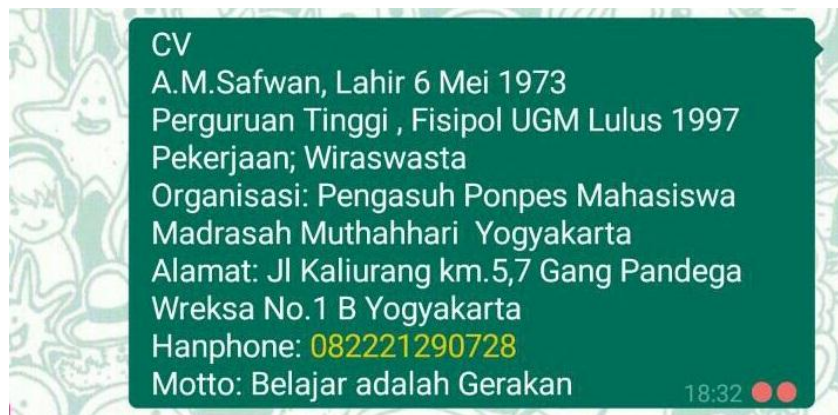 CV
A.M.Safwan, Lahir 6 Mei 1973
Perguruan Tinggi , Fisipol UGM Lulus 1997
Pekerjaan; Wiraswasta
Organisasi: Pengasuh Ponpes Mahasiswa
Madrasah Muthahhari  Yogyakarta
Alamat: Jl Kaliurang km.5,7 Gang Pandega
Wreksa No.1 B Yogyakarta
Hanphone: 082221290728
Motto: Belajar adalah Gerakan
18:32